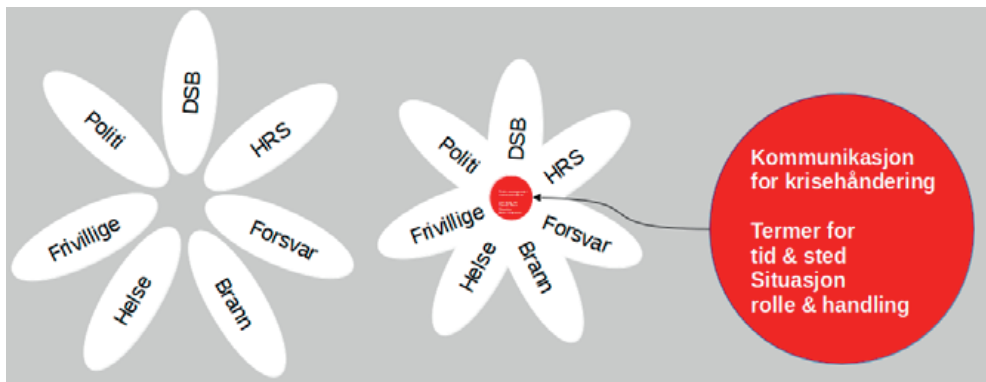 DSB
HRS
Forsvar
Brann
Helse
Frivillige
Politi
DSB
HRS
Forsvar
Brann
Helse
Frivillige
Politi
Kommunikasjon
for krisehåndering
Termer for
tid & sted
Situasjon
rolle & handling